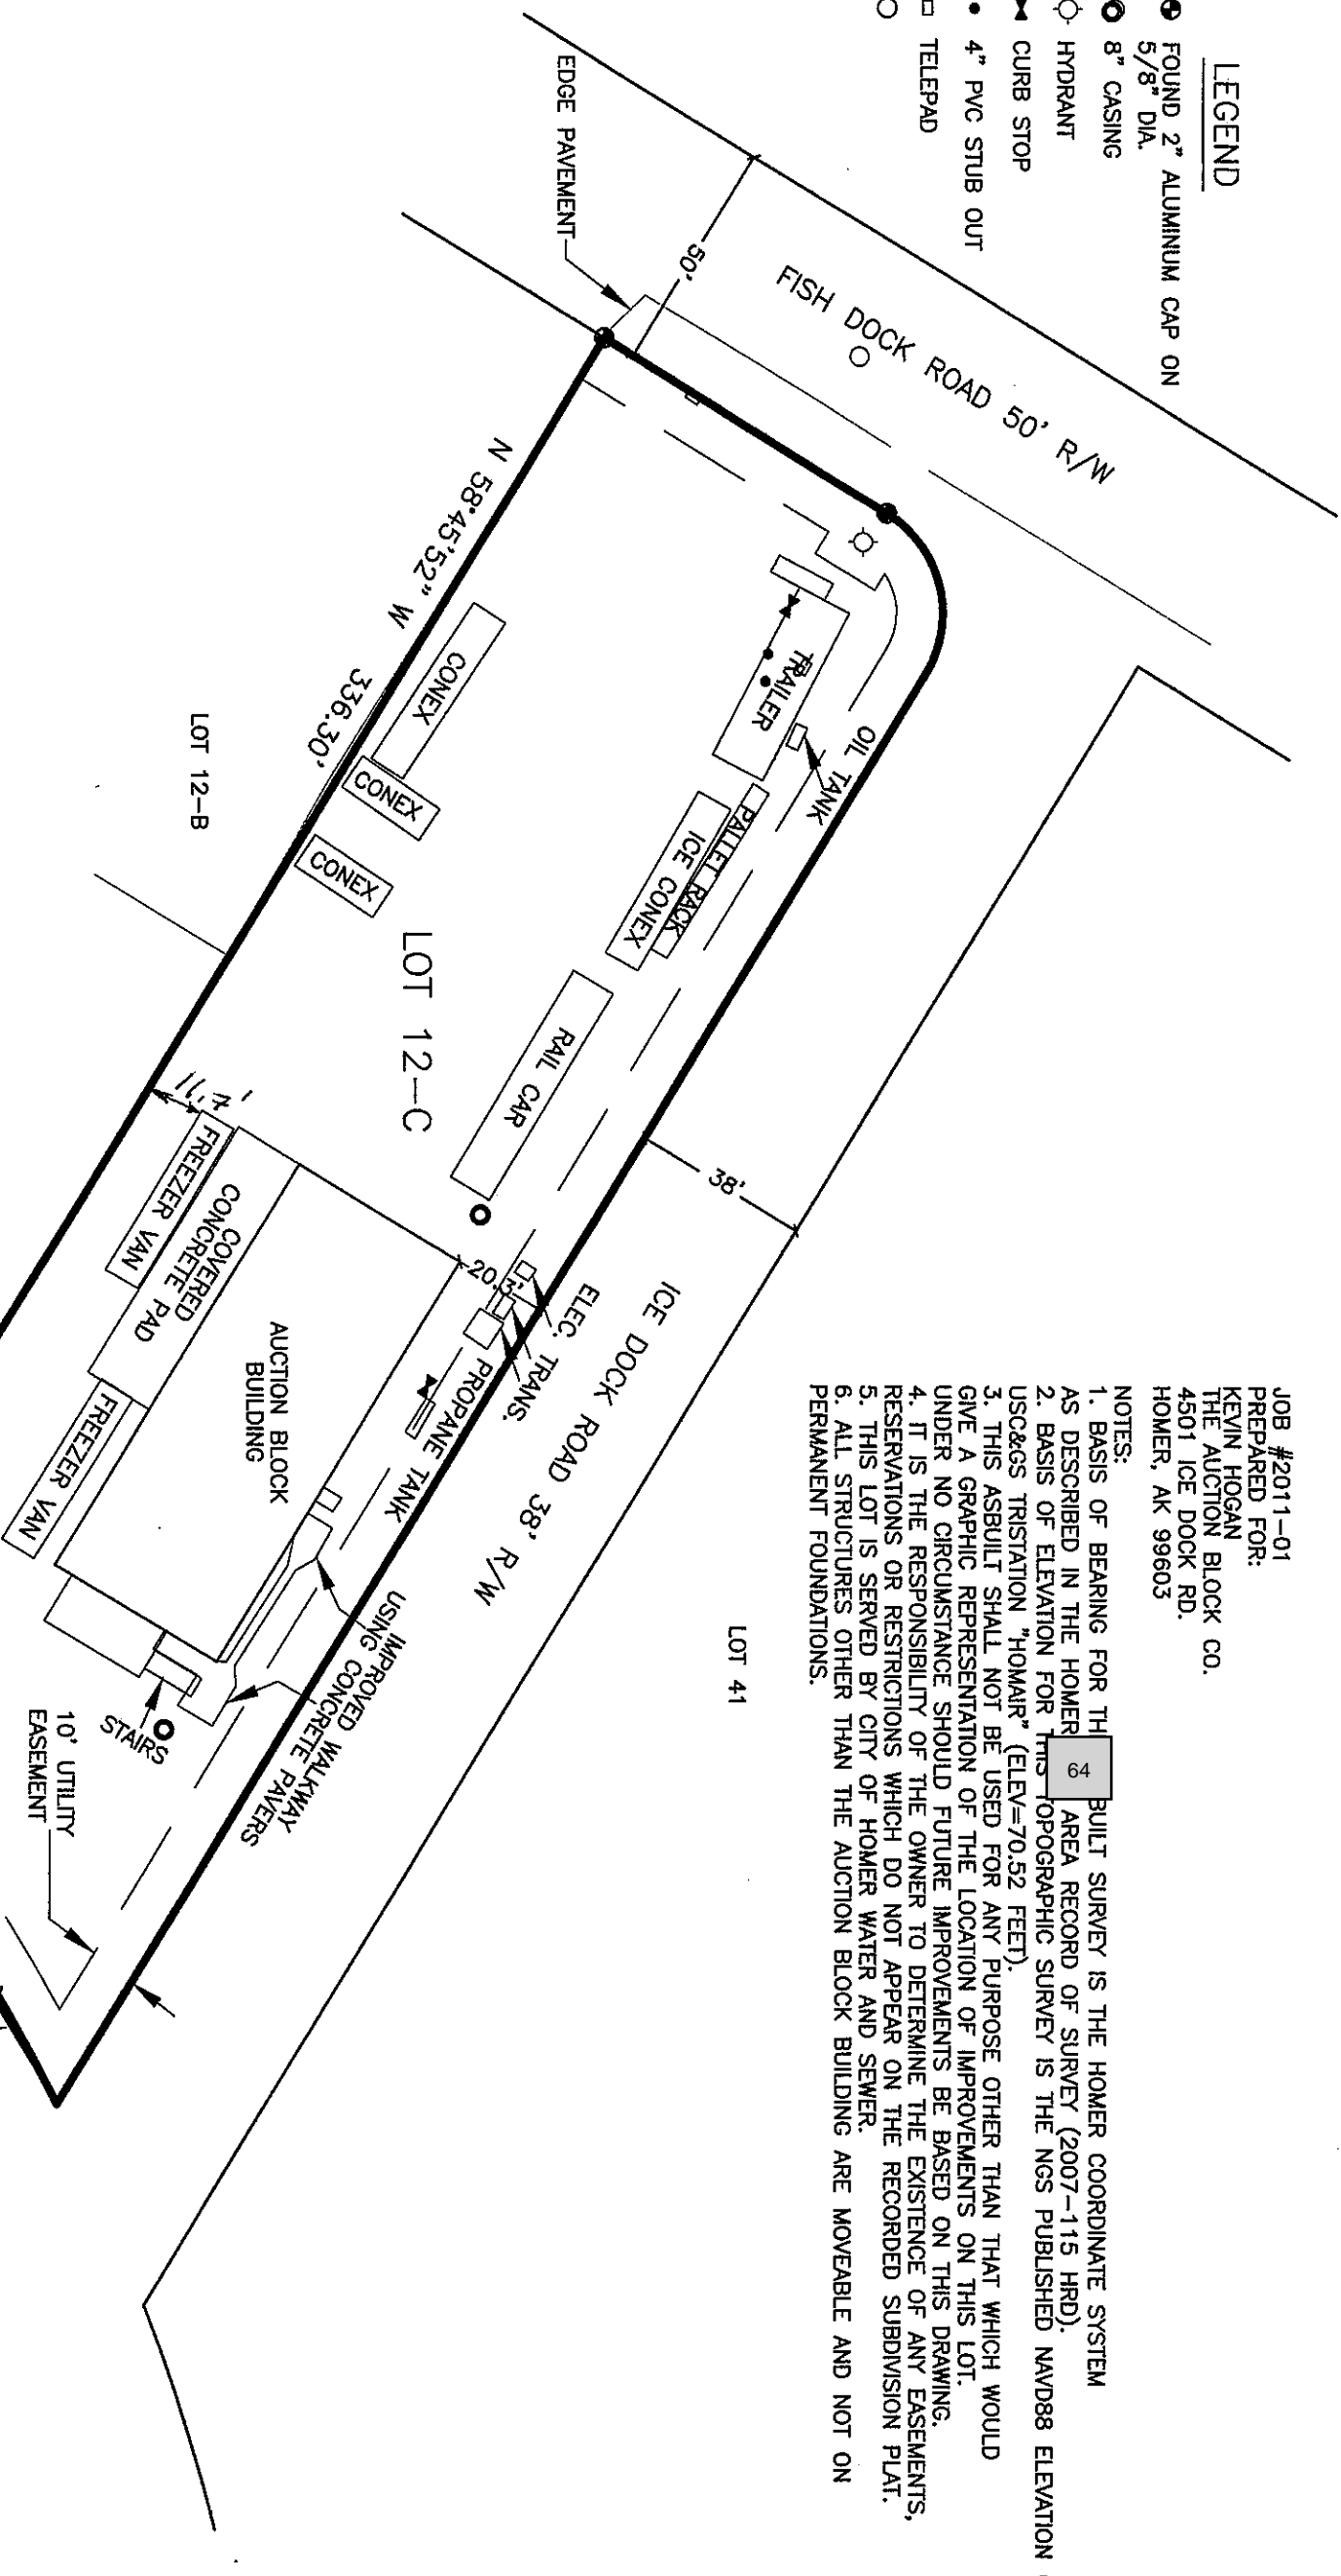 LEGEND
FOUND 2" ALUMINUM CAP ON
5/8" DIA.
8" CASING
HYDRANT
CURB STOP
4" PVC STUB OUT
TELEPAD
JOB #2011-01
PREPARED FOR:
KEVIN HOGAN
THE AUCTION BLOCK CO.
4501 ICE DOCK RD.
HOMER, AK 99603
NOTES:
1. BASIS OF BEARING FOR TH BUILT SURVEY IS THE HOMER COORDINATE SYSTEM
AS DESCRIBED IN THE HOMER AREA RECORD OF SURVEY (2007-115 HRD).
2. BASIS OF ELEVATION FOR THIS TOPOGRAPHIC SURVEY IS THE NGS PUBLISHED NAVD88 ELEVATION
USC&GS TRISTATION "HOMAIR" (ELEV=70.52 FEET).
3. THIS ASBUILT SHALL NOT BE USED FOR ANY PURPOSE OTHER THAN THAT WHICH WOULD
GIVE A GRAPHIC REPRESENTATION OF THE LOCATION OF IMPROVEMENTS ON THIS LOT.
UNDER NO CIRCUMSTANCE SHOULD FUTURE IMPROVEMENTS BE BASED ON THIS DRAWING.
4. IT IS THE RESPONSIBILITY OF THE OWNER TO DETERMINE THE EXISTENCE OF ANY EASEMENTS,
RESERVATIONS OR RESTRICTIONS WHICH DO NOT APPEAR ON THE RECORDED SUBDIVISION PLAT.
5. THIS LOT IS SERVED BY CITY OF HOMER WATER AND SEWER.
6. ALL STRUCTURES OTHER THAN THE AUCTION BLOCK BUILDING ARE MOVEABLE AND NOT ON
PERMANENT FOUNDATIONS.
64
EDGE PAVEMENT
50'
FISH DOCK ROAD 50' R/W
N 58°45'52" W
336.30'
LOT 12-B
CONEX
CONEX
CONEX
TRAILER
TP
OIL TANK
PALLET RACK
ICE CONEX
RAIL CAR
LOT 12-C
38'
LOT 41
ICE DOCK ROAD 38' R/W
11.7'
20.3'
ELEC. TRANS.
PROPANE TANK
FREEZER VAN
COVERED
CONCRETE PAD
AUCTION BLOCK
BUILDING
FREEZER VAN
IMPROVED WALKWAY
USING CONCRETE PAVERS
STAIRS
10' UTILITY
EASEMENT